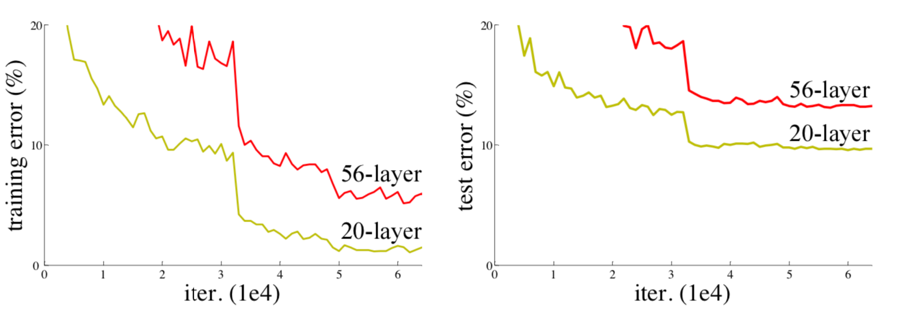 20
10
0
training error (%)
56-layer
20-layer
0 1 2 3 4 5 6
iter. (1e4)
20
10
0
test error (%)
56-layer
20-layer
0 1 2 3 4 5 6
iter. (1e4)